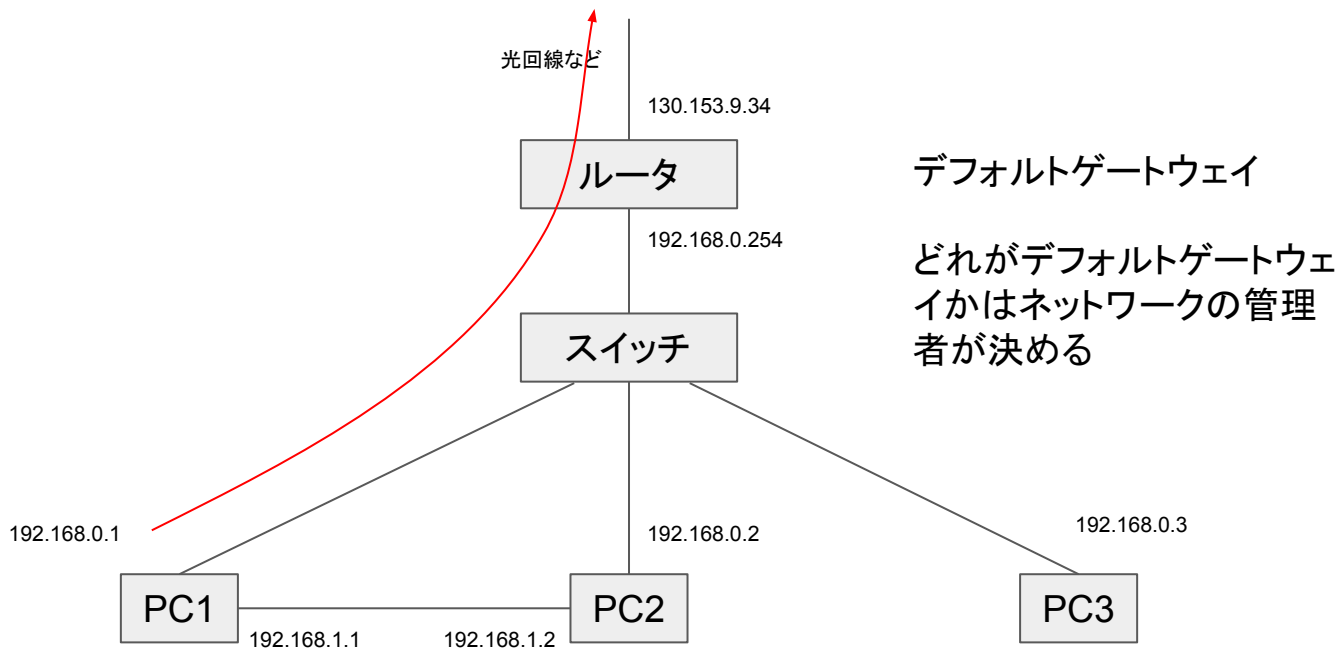 光回線など
130.153.9.34
ルータ
デフォルトゲートウェイ
192.168.0.254
どれがデフォルトゲートウェ
イかはネットワークの管理
者が決める
スイッチ
192.168.0.1
192.168.0.2
192.168.0.3
PC1
PC2
PC3
192.168.1.1
192.168.1.2